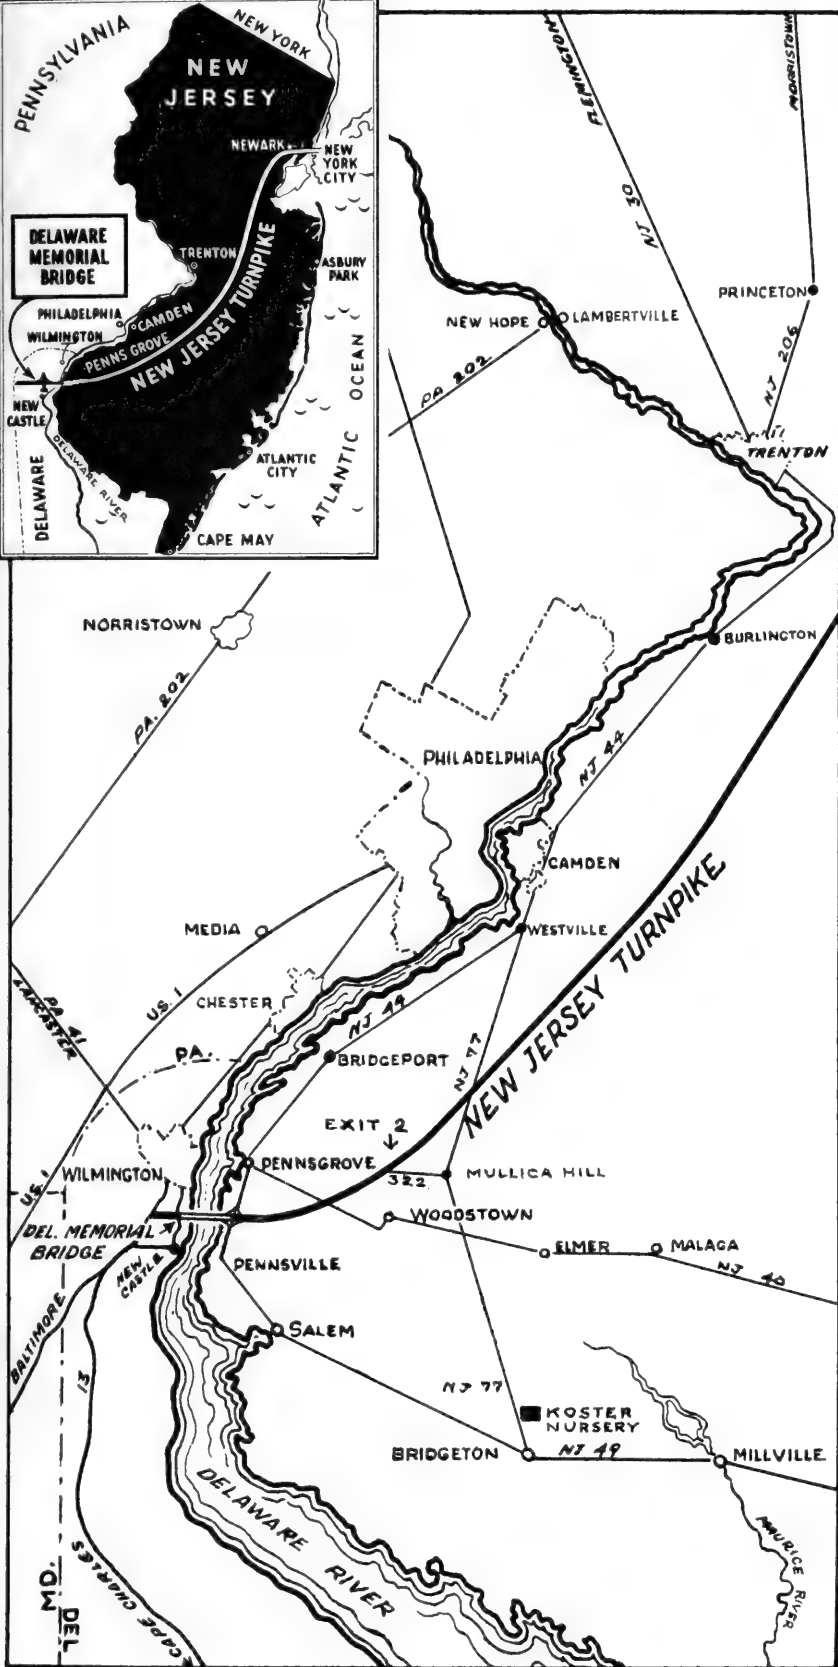 PENNSYLVANIA
NEW YORK
NEW
JERSEY
NEWARK
NEW
YORK
CITY
DELAWARE
MEMORIAL
BRIDGE
TRENTON
ASBURY
PARK
PHILADELPHIA
CAMDEN
WILMINGTON
PENNS GROVE
NEW JERSEY TURNPIKE
NEW
CASTLE
DELAWARE RIVER
DELAWARE
ATLANTIC
CITY
ATLANTIC OCEAN
CAPE MAY
FLEMINGTON
MORRISTOWN
NJ 30
PRINCETON
NEW HOPE
LAMBERTVILLE
PA 202
NJ 206
TRENTON
NORRISTOWN
BURLINGTON
PA. 202
PHILADELPHIA
NJ 44
CAMDEN
MEDIA
WESTVILLE
NEW JERSEY TURNPIKE
U.S. 1
CHESTER
PA 41
LANCASTER
NJ 44
PA.
BRIDGEPORT
NJ 77
EXIT 2
WILMINGTON
PENNSGROVE
322
MULLICA HILL
U.S. 1
WOODSTOWN
DEL. MEMORIAL
BRIDGE
ELMER
MALAGA
NEW
CASTLE
PENNSVILLE
NJ 40
BALTIMORE
SALEM
13
NJ 77
KOSTER
NURSERY
BRIDGETON
NJ 49
MILLVILLE
DELAWARE RIVER
MAURICE RIVER
CAPE CHARLES
MD.
DEL